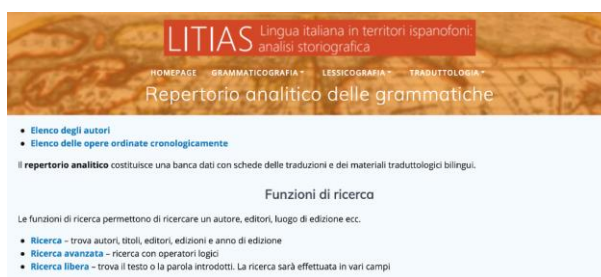 LITIAS Lingua italiana in territori ispanofoni:
analisi storiografica
HOMEPAGE GRAMMATICOGRAFIA LESSICOGRAFIA TRADUTTOLOGIA
Repertorio analitico delle grammatiche
• Elenco degli autori
• Elenco delle opere ordinate cronologicamente
Il repertorio analitico costituisce una banca dati con schede delle traduzioni e dei materiali traduttologici bilingui.
Funzioni di ricerca
Le funzioni di ricerca permettono di ricercare un autore, editori, luogo di edizione ecc.
• Ricerca – trova autori, titoli, editori, edizioni e anno di edizione
• Ricerca avanzata – ricerca con operatori logici
• Ricerca libera – trova il testo o la parola introdotti. La ricerca sarà effettuata in vari campi